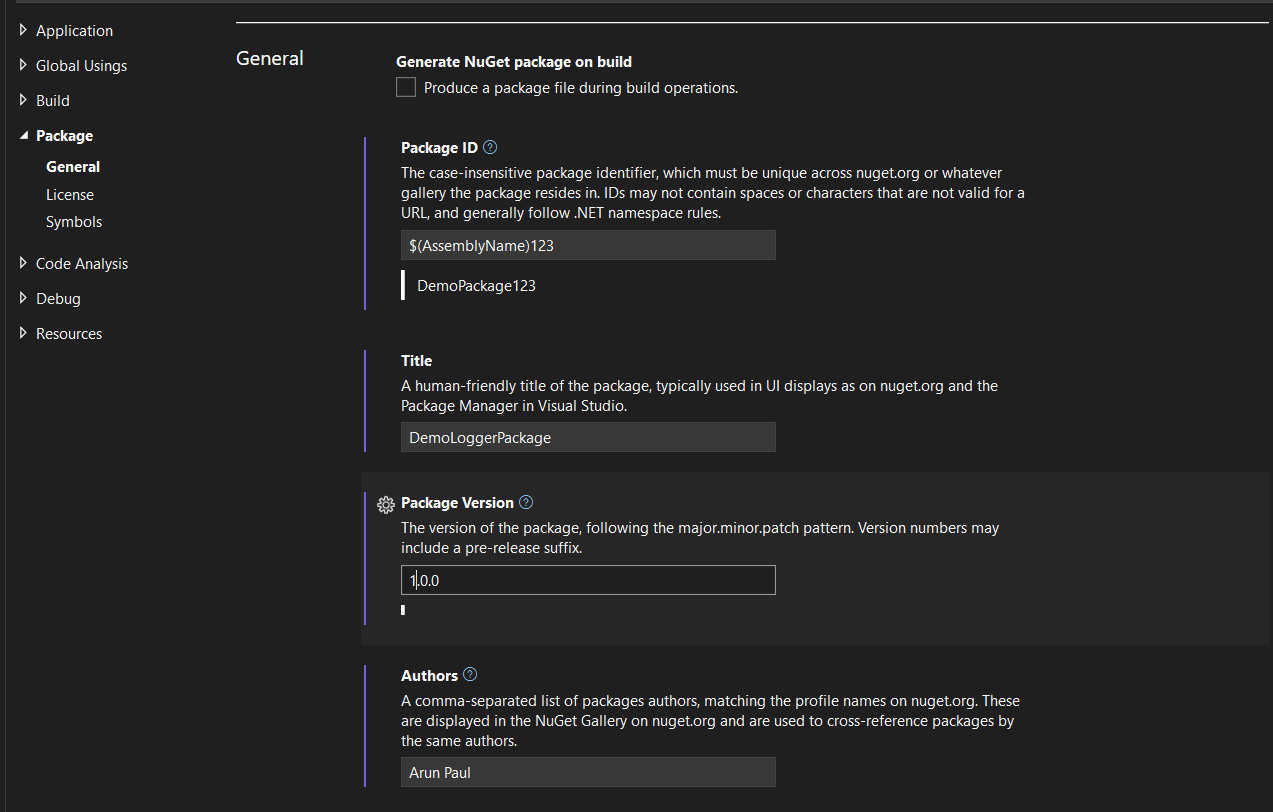 Application
Global Usings
Build
Package
General
License
Symbols
Code Analysis
Debug
Resources
General
Generate NuGet package on build
Produce a package file during build operations.
Package ID
The case-insensitive package identifier, which must be unique across nuget.org or whatever
gallery the package resides in. IDs may not contain spaces or characters that are not valid for a
URL, and generally follow .NET namespace rules.
$(AssemblyName)123
DemoPackage123
Title
A human-friendly title of the package, typically used in UI displays as on nuget.org and the
Package Manager in Visual Studio.
DemoLoggerPackage
Package Version
The version of the package, following the major.minor.patch pattern. Version numbers may
include a pre-release suffix.
1.0.0
Authors
A comma-separated list of packages authors, matching the profile names on nuget.org. These
are displayed in the NuGet Gallery on nuget.org and are used to cross-reference packages by
the same authors.
Arun Paul